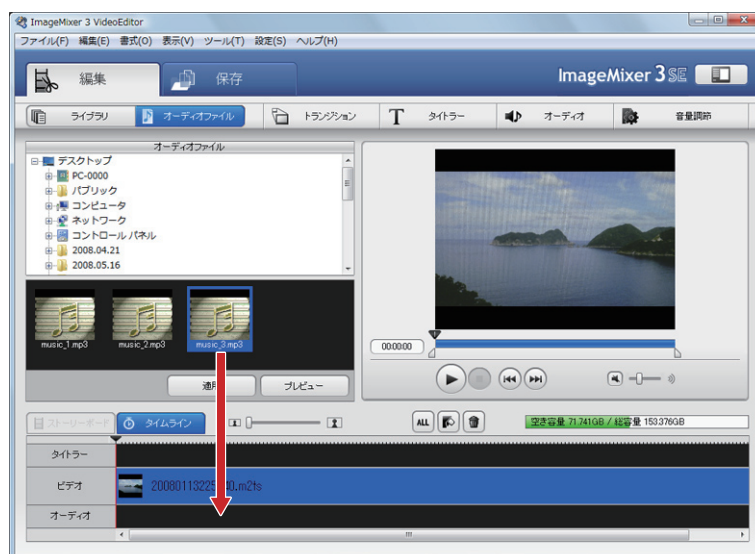 ImageMixer 3 VideoEditor
ファイル(F) 編集(E) 書式(O) 表示(V) ツール(T) 設定(S) ヘルプ(H)
編集
保存
ImageMixer 3 SE
ライブラリ
オーディオファイル
トランジション
T タイトラー
オーディオ
音量調節
オーディオファイル
デスクトップ
PC-0000
パブリック
コンピュータ
ネットワーク
コントロール パネル
2008.04.21
2008.05.16
music_1.mp3
music_2.mp3
music_3.mp3
プレビュー
00:00:00
ストーリーボード
タイムライン
ALL
空き容量 71.741GB / 総容量 153.376GB
タイトラー
ビデオ
オーディオ